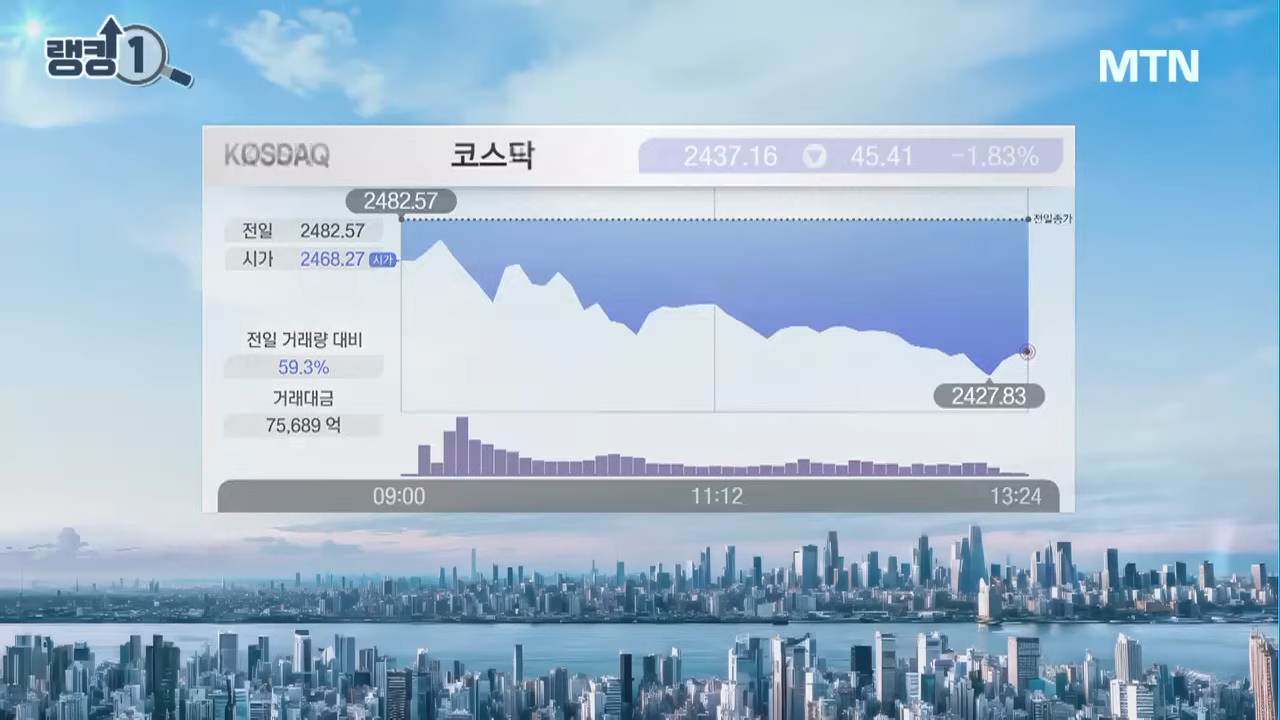 랭킹1
MTN
KOSDAQ 코스닥 2437.16 ▼ 45.41 -1.83%
2482.57
전일종가
전일 2482.57
시가 2468.27 시가
전일 거래량 대비
59.3%
거래대금
75,689 억
2427.83
09:00 11:12 13:24